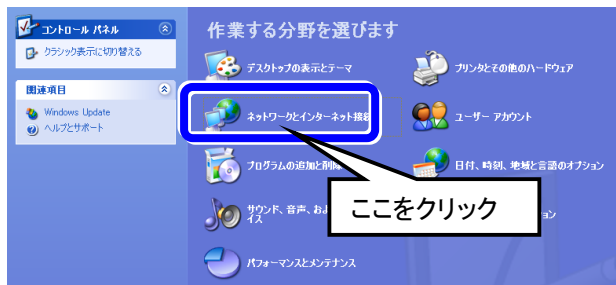 コントロール パネル
クラシック表示に切り替える
関連項目
Windows Update
ヘルプとサポート
作業する分野を選びます
デスクトップの表示とテーマ
プリンタとその他のハードウェア
ネットワークとインターネット接続
ユーザー アカウント
プログラムの追加と削除
日付、時刻、地域と言語のオプション
サウンド、音声、および
イス
ション
パフォーマンスとメンテナンス
ここをクリック